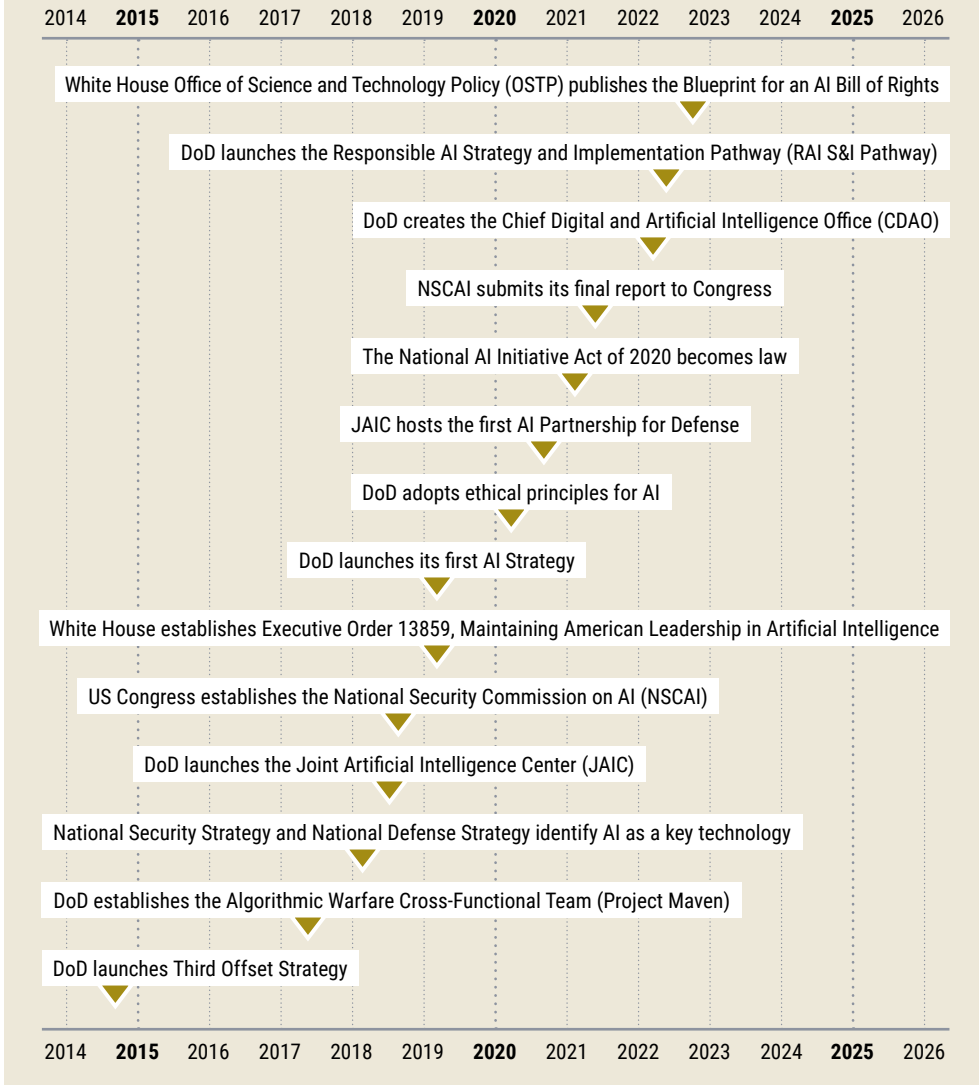 2014 2015 2016 2017 2018 2019 2020 2021 2022 2023 2024 2025 2026
White House Office of Science and Technology Policy (OSTP) publishes the Blueprint for an AI Bill of Rights
DoD launches the Responsible AI Strategy and Implementation Pathway (RAI S&I Pathway)
DoD creates the Chief Digital and Artificial Intelligence Office (CDAO)
NSCAI submits its final report to Congress
The National AI Initiative Act of 2020 becomes law
JAIC hosts the first AI Partnership for Defense
DoD adopts ethical principles for AI
DoD launches its first AI Strategy
White House establishes Executive Order 13859, Maintaining American Leadership in Artificial Intelligence
US Congress establishes the National Security Commission on AI (NSCAI)
DoD launches the Joint Artificial Intelligence Center (JAIC)
National Security Strategy and National Defense Strategy identify AI as a key technology
DoD establishes the Algorithmic Warfare Cross-Functional Team (Project Maven)
DoD launches Third Offset Strategy
2014 2015 2016 2017 2018 2019 2020 2021 2022 2023 2024 2025 2026